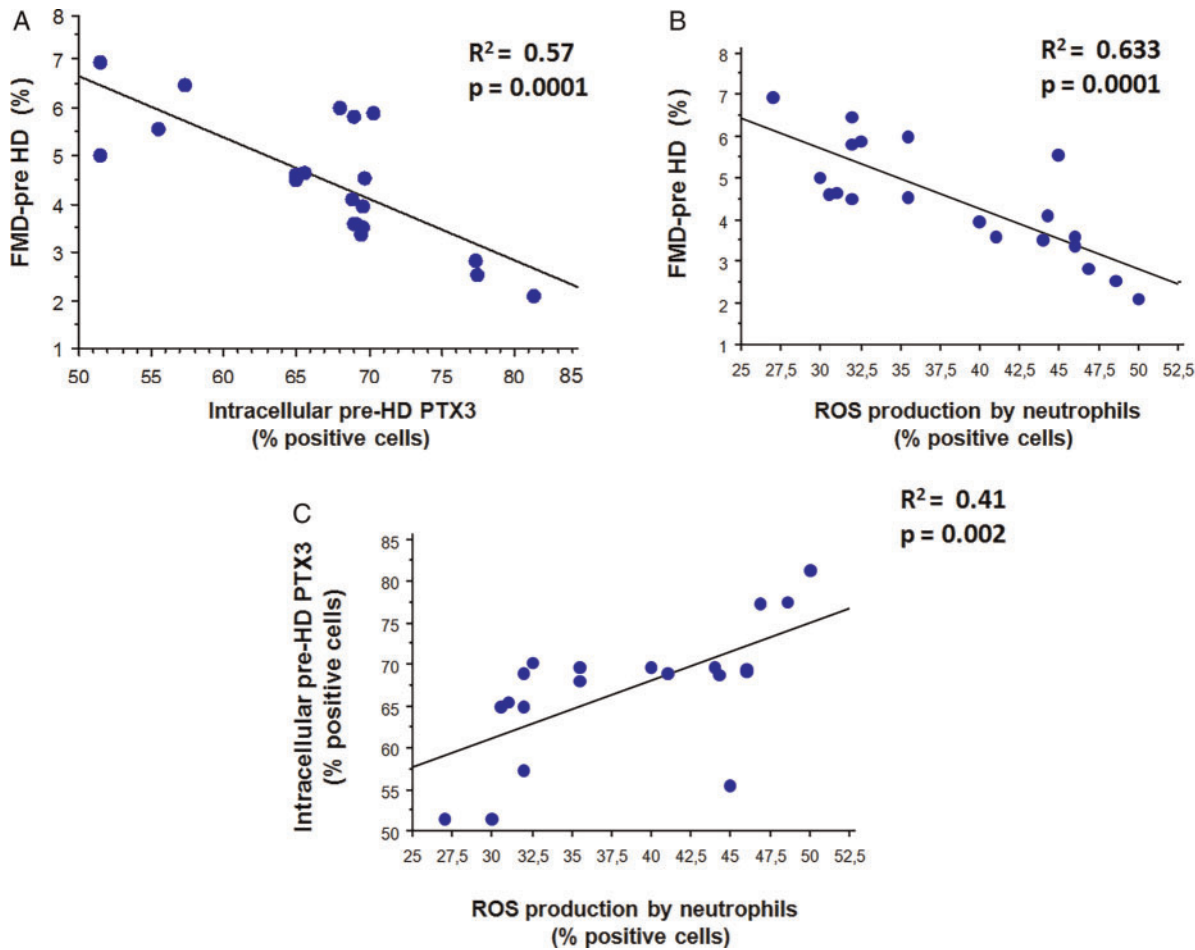 A
R² = 0.57
p = 0.0001
FMD-pre HD (%)
8
7
6
5
4
3
2
1
50 55 60 65 70 75 80 85
Intracellular pre-HD PTX3
(% positive cells)
B
R² = 0.633
p = 0.0001
FMD-pre HD (%)
8
7
6
5
4
3
2
1
25 27,5 30 32,5 35 37,5 40 42,5 45 47,5 50 52,5
ROS production by neutrophils
(% positive cells)
C
R² = 0.41
p = 0.002
Intracellular pre-HD PTX3
(% positive cells)
85
80
75
70
65
60
55
50
25 27,5 30 32,5 35 37,5 40 42,5 45 47,5 50 52,5
ROS production by neutrophils
(% positive cells)